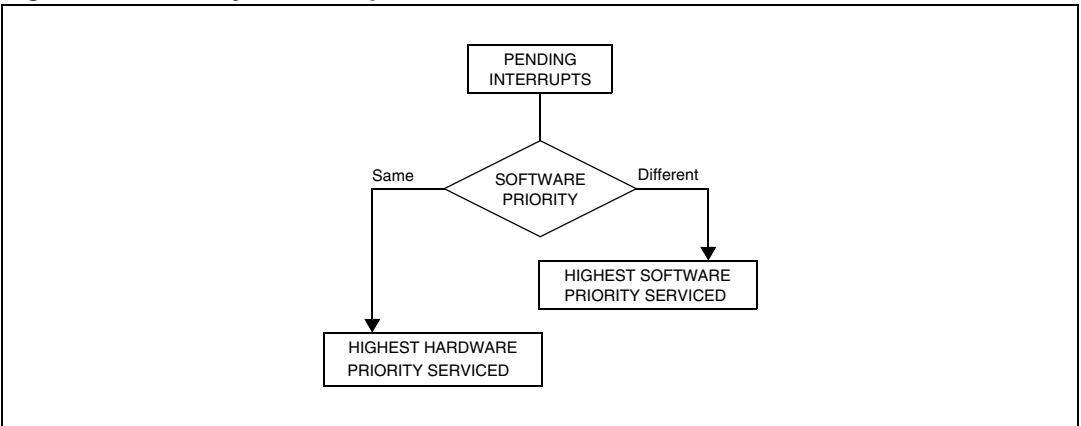 PENDING
INTERRUPTS
Same
SOFTWARE
PRIORITY
Different
HIGHEST SOFTWARE
PRIORITY SERVICED
HIGHEST HARDWARE
PRIORITY SERVICED